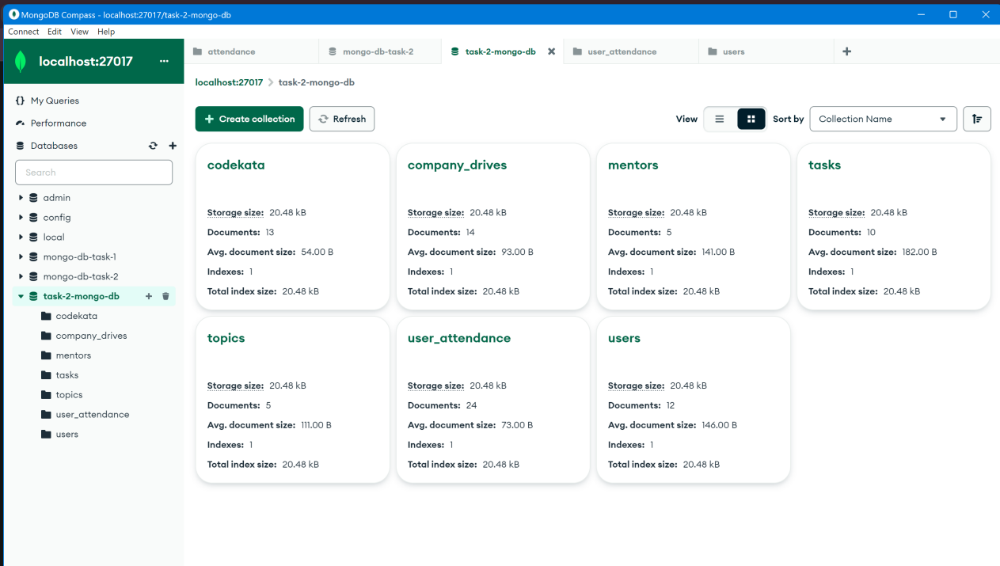 MongoDB Compass - localhost:27017/task-2-mongo-db
Connect Edit View Help
localhost:27017
My Queries
Performance
Databases
Search
admin
config
local
mongo-db-task-1
mongo-db-task-2
task-2-mongo-db
codekata
company_drives
mentors
tasks
topics
user_attendance
users
attendance mongo-db-task-2 task-2-mongo-db user_attendance users
localhost:27017 task-2-mongo-db
Create collection Refresh View Sort by Collection Name
codekata
Storage size: 20.48 kB
Documents: 13
Avg. document size: 54.00 B
Indexes: 1
Total index size: 20.48 kB
company_drives
Storage size: 20.48 kB
Documents: 14
Avg. document size: 93.00 B
Indexes: 1
Total index size: 20.48 kB
mentors
Storage size: 20.48 kB
Documents: 5
Avg. document size: 141.00 B
Indexes: 1
Total index size: 20.48 kB
tasks
Storage size: 20.48 kB
Documents: 10
Avg. document size: 182.00 B
Indexes: 1
Total index size: 20.48 kB
topics
Storage size: 20.48 kB
Documents: 5
Avg. document size: 111.00 B
Indexes: 1
Total index size: 20.48 kB
user_attendance
Storage size: 20.48 kB
Documents: 24
Avg. document size: 73.00 B
Indexes: 1
Total index size: 20.48 kB
users
Storage size: 20.48 kB
Documents: 12
Avg. document size: 146.00 B
Indexes: 1
Total index size: 20.48 kB